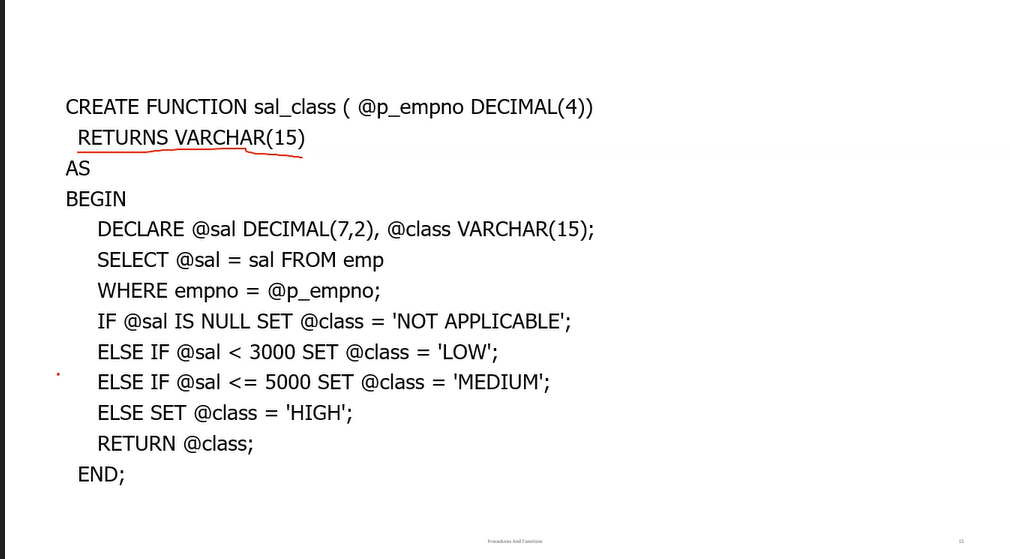 CREATE FUNCTION sal_class ( @p_empno DECIMAL(4))
RETURNS VARCHAR(15)
AS
BEGIN
DECLARE @sal DECIMAL(7,2), @class VARCHAR(15);
SELECT @sal = sal FROM emp
WHERE empno = @p_empno;
IF @sal IS NULL SET @class = 'NOT APPLICABLE';
ELSE IF @sal < 3000 SET @class = 'LOW';
ELSE IF @sal <= 5000 SET @class = 'MEDIUM';
ELSE SET @class = 'HIGH';
RETURN @class;
END;
Procedures And Functions